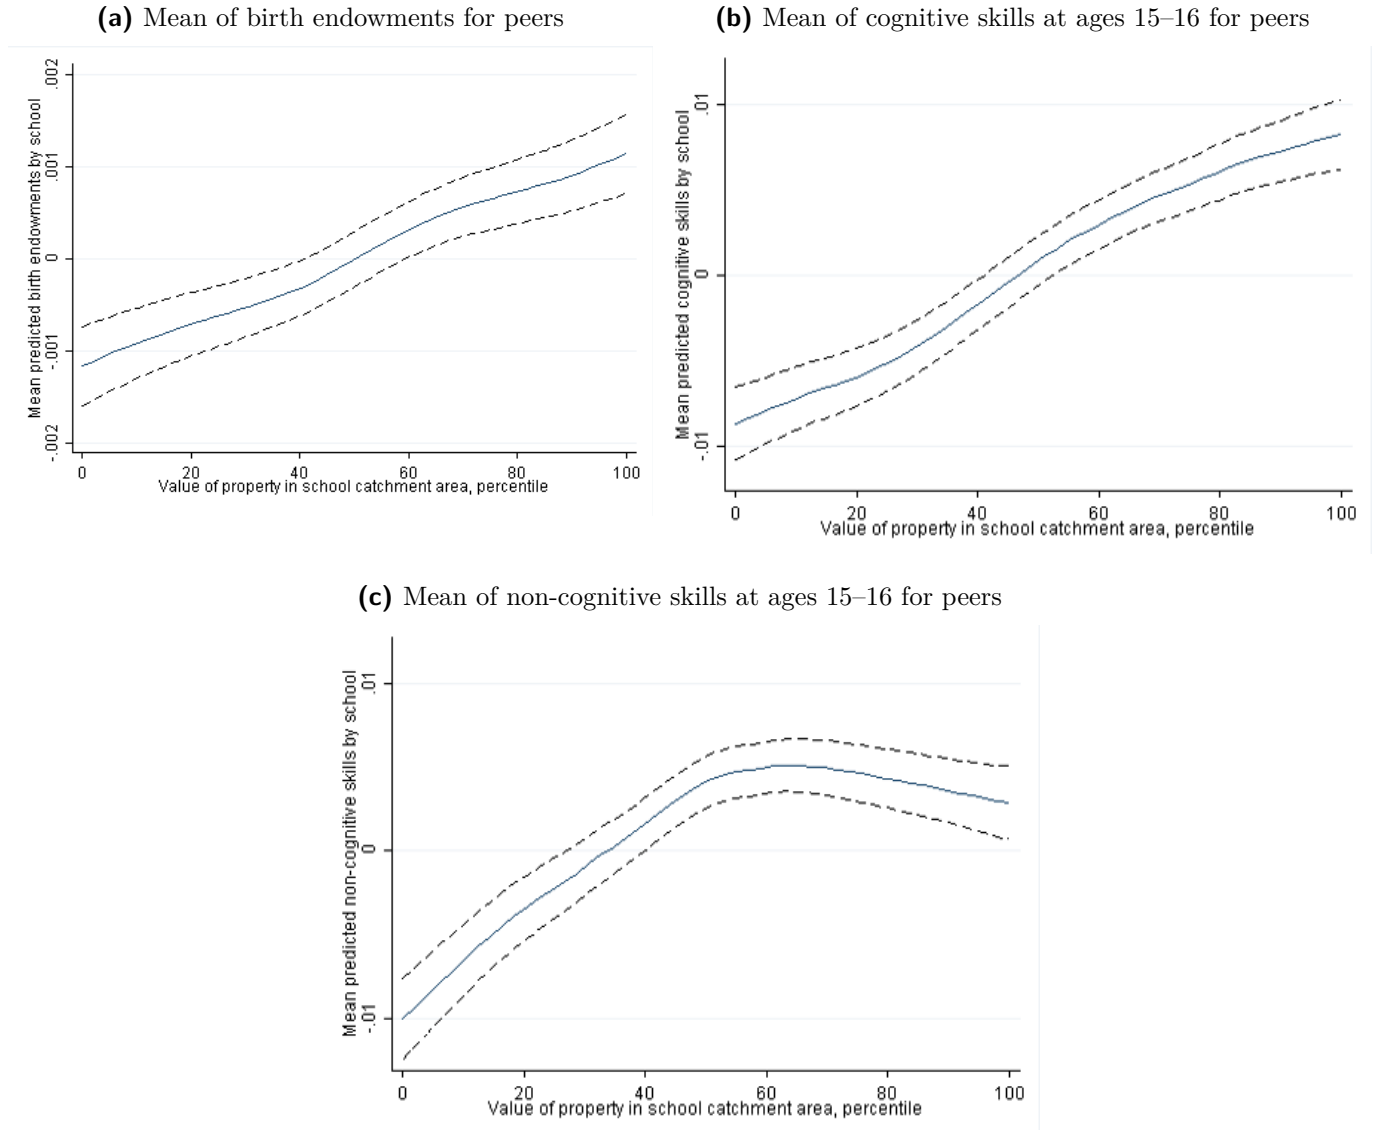 (a) Mean of birth endowments for peers
Mean predicted birth endowments by school
.002
.001
0
-.001
-.002
0 20 40 60 80 100
Value of property in school catchment area, percentile
(b) Mean of cognitive skills at ages 15–16 for peers
Mean predicted cognitive skills by school
.01
0
-.01
0 20 40 60 80 100
Value of property in school catchment area, percentile
(c) Mean of non-cognitive skills at ages 15–16 for peers
Mean predicted non-cognitive skills by school
.01
0
-.01
0 20 40 60 80 100
Value of property in school catchment area, percentile